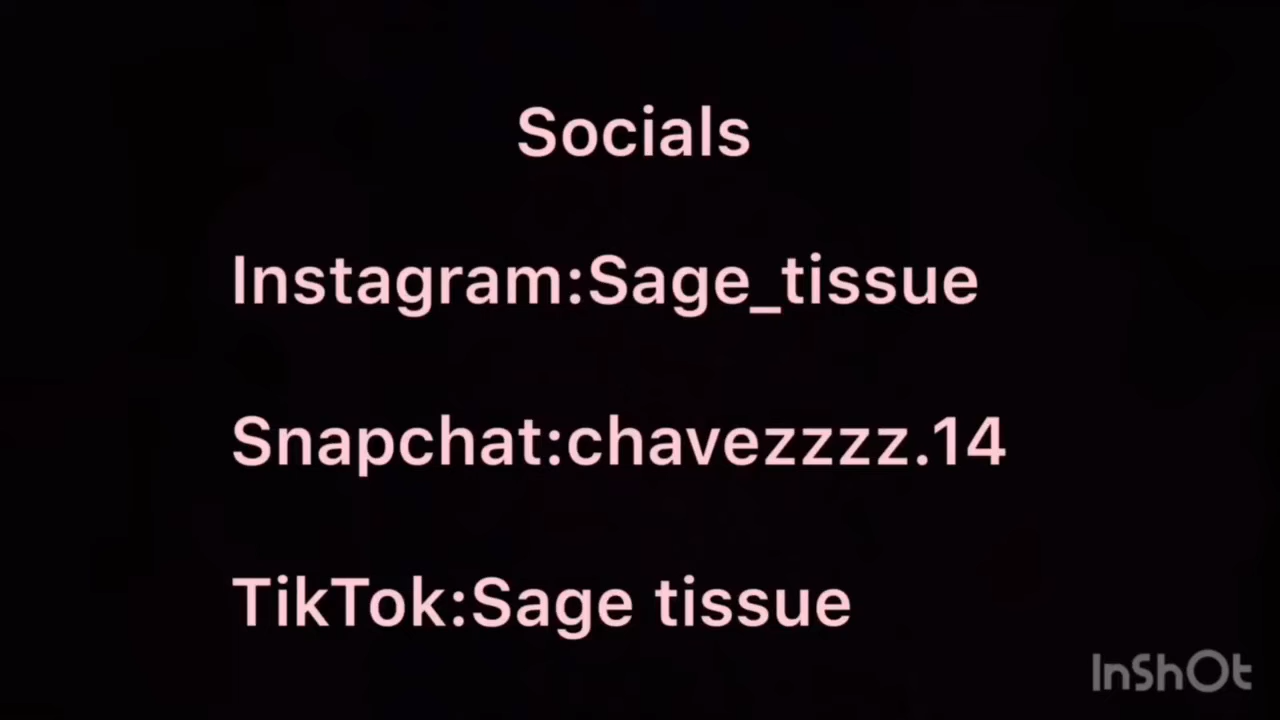 Socials
Instagram:Sage_tissue
Snapchat:chavezzzz.14
TikTok:Sage tissue
InShOt